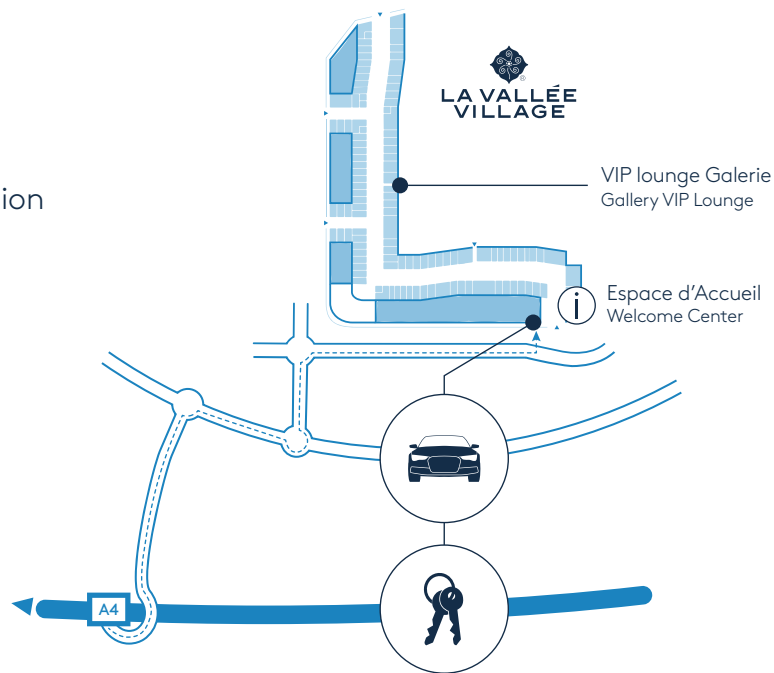 LA VALLÉE
VILLAGE
®
VIP lounge Galerie
Gallery VIP Lounge
ion
i
Espace d’Accueil
Welcome Center
A4